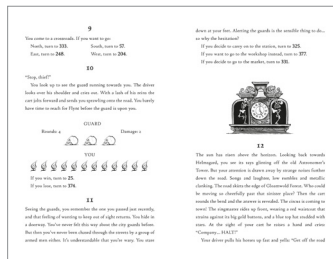 9
You come to a crossroads. If you want to go:
North, turn to 333.
South, turn to 57.
East, turn to 248.
West, turn to 204.
10
"Stop, thief!"
You look up to see the guard running towards you. The driver
looks over his shoulder and cries out. With a lash of his reins the
cart jolts forward and sends you sprawling onto the road. You barely
have time to reach for Flynt before the guard is upon you.
GUARD
Rounds: 4
Damage: 2
YOU
If you win, turn to 75.
If you lose, turn to 174.
11
Seeing the guards, you remember the one you passed just recently,
and that feeling of wanting to keep out of sight returns. You hide in
a doorway. You've never felt this way about the city guards before.
But then you've never been chased through the streets by a group of
armed men either. It's understandable that you're wary. You stare
down at your feet. Alerting the guards is the sensible thing to do...
so why the hesitation?
If you decide to carry on to the station, turn to 325.
If you want to go to the workshop instead, turn to 377.
If you decide to go to the market, turn to 331.
12
The sun has risen above the horizon. Looking back towards
you see its rays glinting off the old Astronomer's
Tower. But your attention is drawn away by strange noises further
down the road. Songs and laughter, low rumbles and metallic
clinking. The road skirts the edge of Gloomwood Forest. Who could
be moving so cheerfully past that sinister place? Then the cart
rounds the bend and the answer is revealed. The circus is coming to
town! The ringmaster rides up front, wearing a red waistcoat that
strains against its big gold buttons, and a blue top hat studded with
stars. At the sight of your cart he raises a hand and cries:
"Company... HALT!"
Your driver pulls his horses up fast and yells: "Get off the road